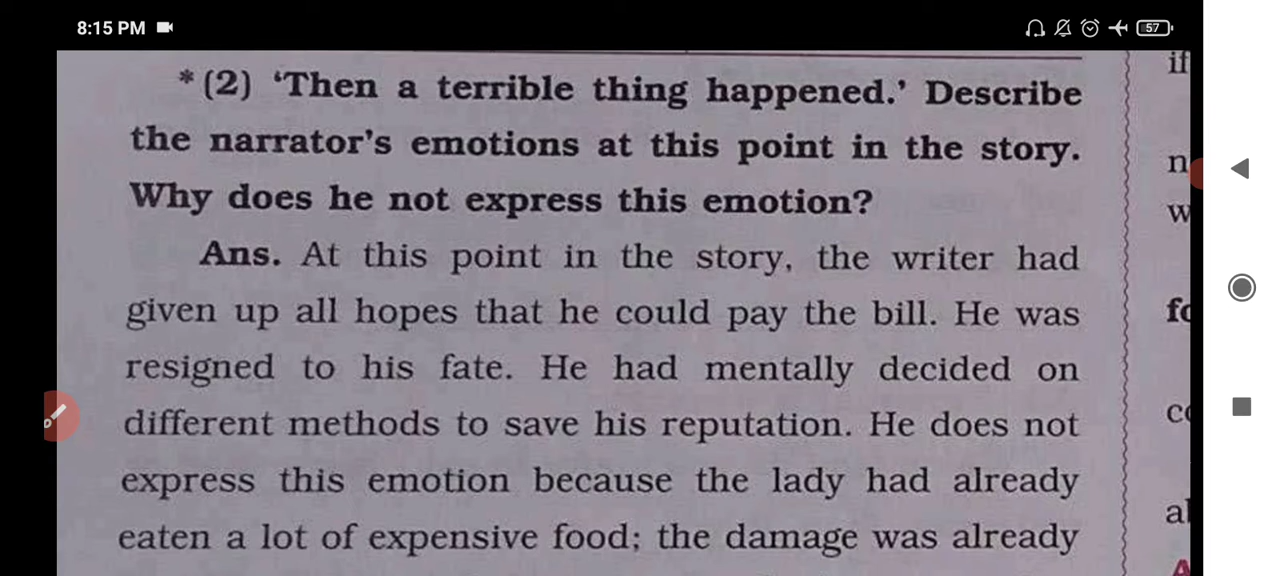 8:15 PM
57
*(2) ‘Then a terrible thing happened.’ Describe
the narrator’s emotions at this point in the story.
Why does he not express this emotion?
Ans. At this point in the story, the writer had
given up all hopes that he could pay the bill. He was
resigned to his fate. He had mentally decided on
different methods to save his reputation. He does not
express this emotion because the lady had already
eaten a lot of expensive food; the damage was already
if